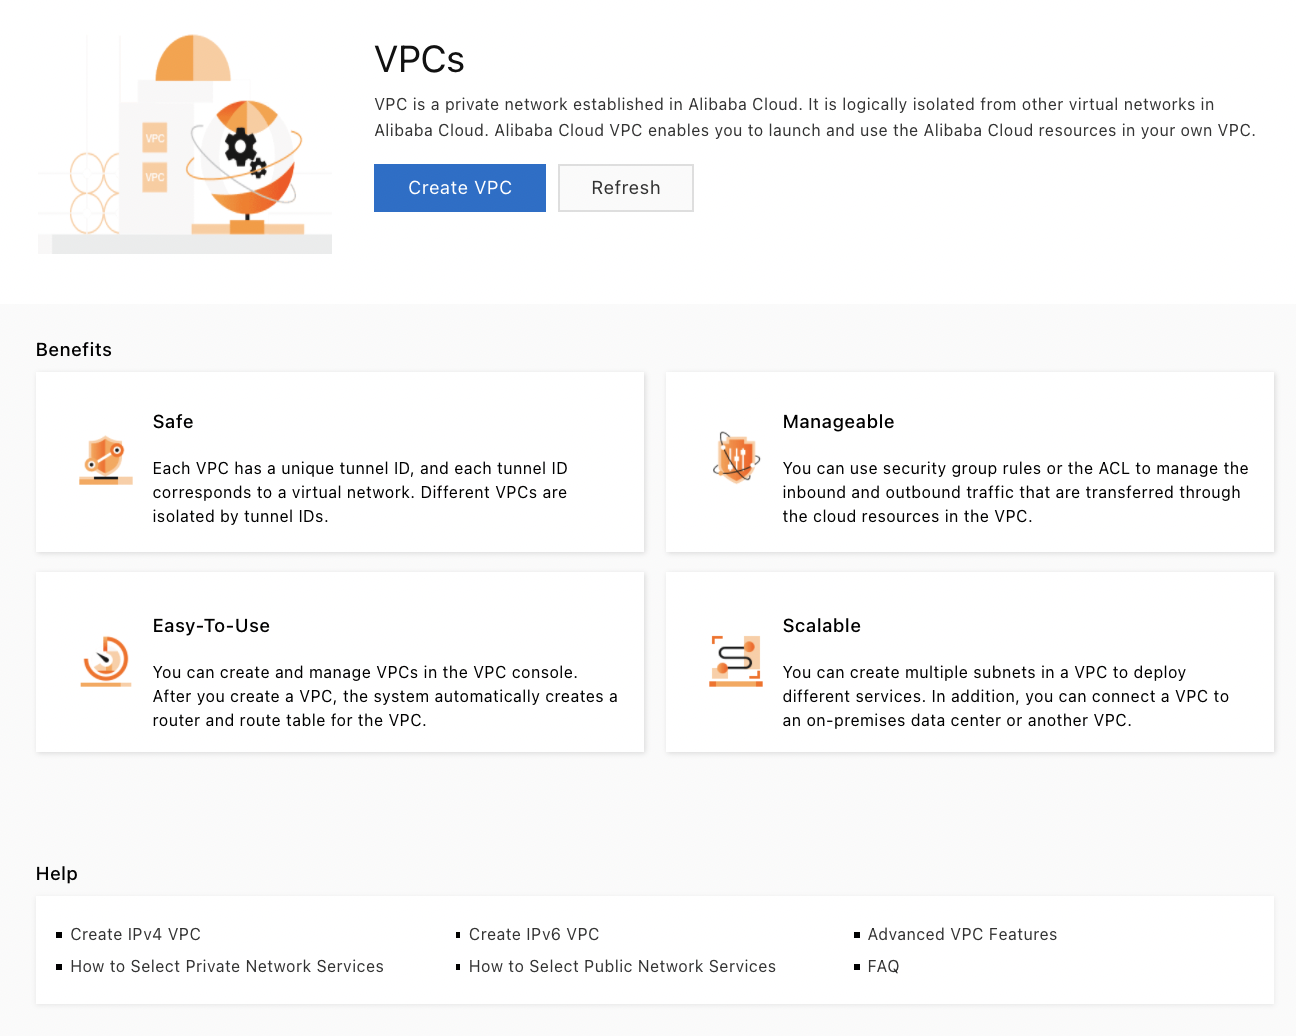 VPCs
VPC is a private network established in Alibaba Cloud. It is logically isolated from other virtual networks in
Alibaba Cloud. Alibaba Cloud VPC enables you to launch and use the Alibaba Cloud resources in your own VPC.
VPC
VPC
Create VPC
Refresh
Benefits
Safe
Each VPC has a unique tunnel ID, and each tunnel ID
corresponds to a virtual network. Different VPCs are
isolated by tunnel IDs.
Manageable
You can use security group rules or the ACL to manage the
inbound and outbound traffic that are transferred through
the cloud resources in the VPC.
Easy-To-Use
You can create and manage VPCs in the VPC console.
After you create a VPC, the system automatically creates a
router and route table for the VPC.
Scalable
You can create multiple subnets in a VPC to deploy
different services. In addition, you can connect a VPC to
an on-premises data center or another VPC.
Help
Create IPv4 VPC
Create IPv6 VPC
Advanced VPC Features
How to Select Private Network Services
How to Select Public Network Services
FAQ